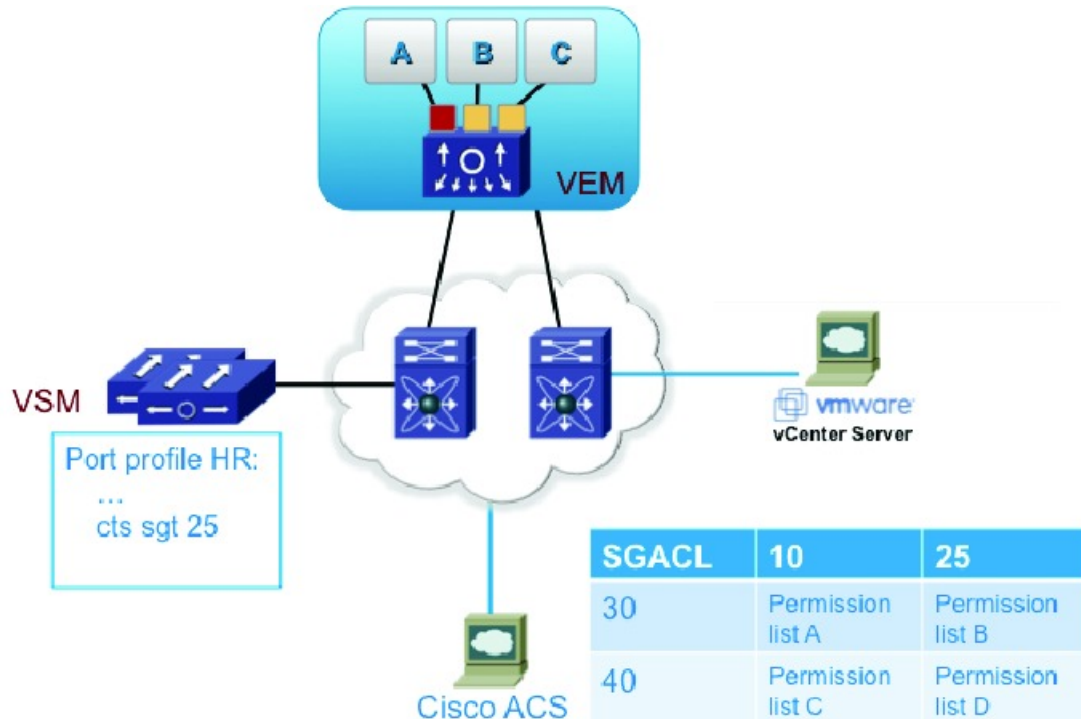 A B C
VEM
VSM
Port profile HR:
...
cts sgt 25
vmware
vCenter Server
Cisco ACS
SGACL 10 25
30 Permission list A Permission list B
40 Permission list C Permission list D